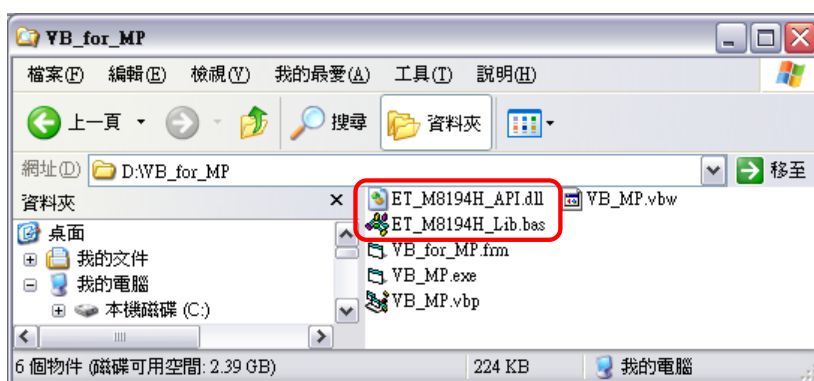 VB_for_MP
檔案(F) 編輯(E) 檢視(V) 我的最愛(A) 工具(T) 說明(H)
上一頁 搜尋 資料夾
網址(D) D:\VB_for_MP 移至
資料夾
桌面
我的文件
我的電腦
本機磁碟 (C:)
ET_M8194H_API.dll
ET_M8194H_Lib.bas
VB_for_MP.frm
VB_MP.exe
VB_MP.vbp
VB_MP.vbw
6 個物件 (磁碟可用空間: 2.39 GB) 224 KB 我的電腦